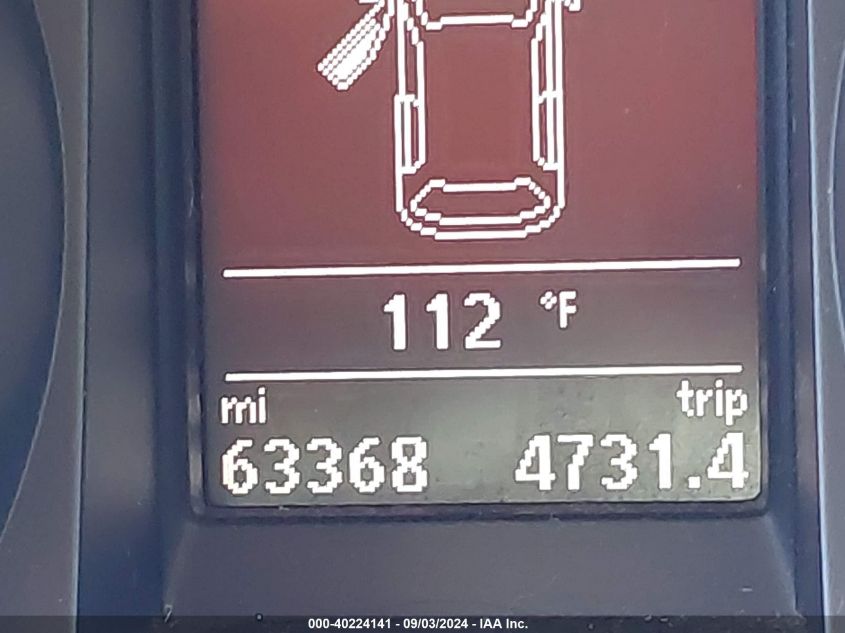 112 °F
mi trip
63368 4731.4
000-40224141 - 09/03/2024 - IAA Inc.